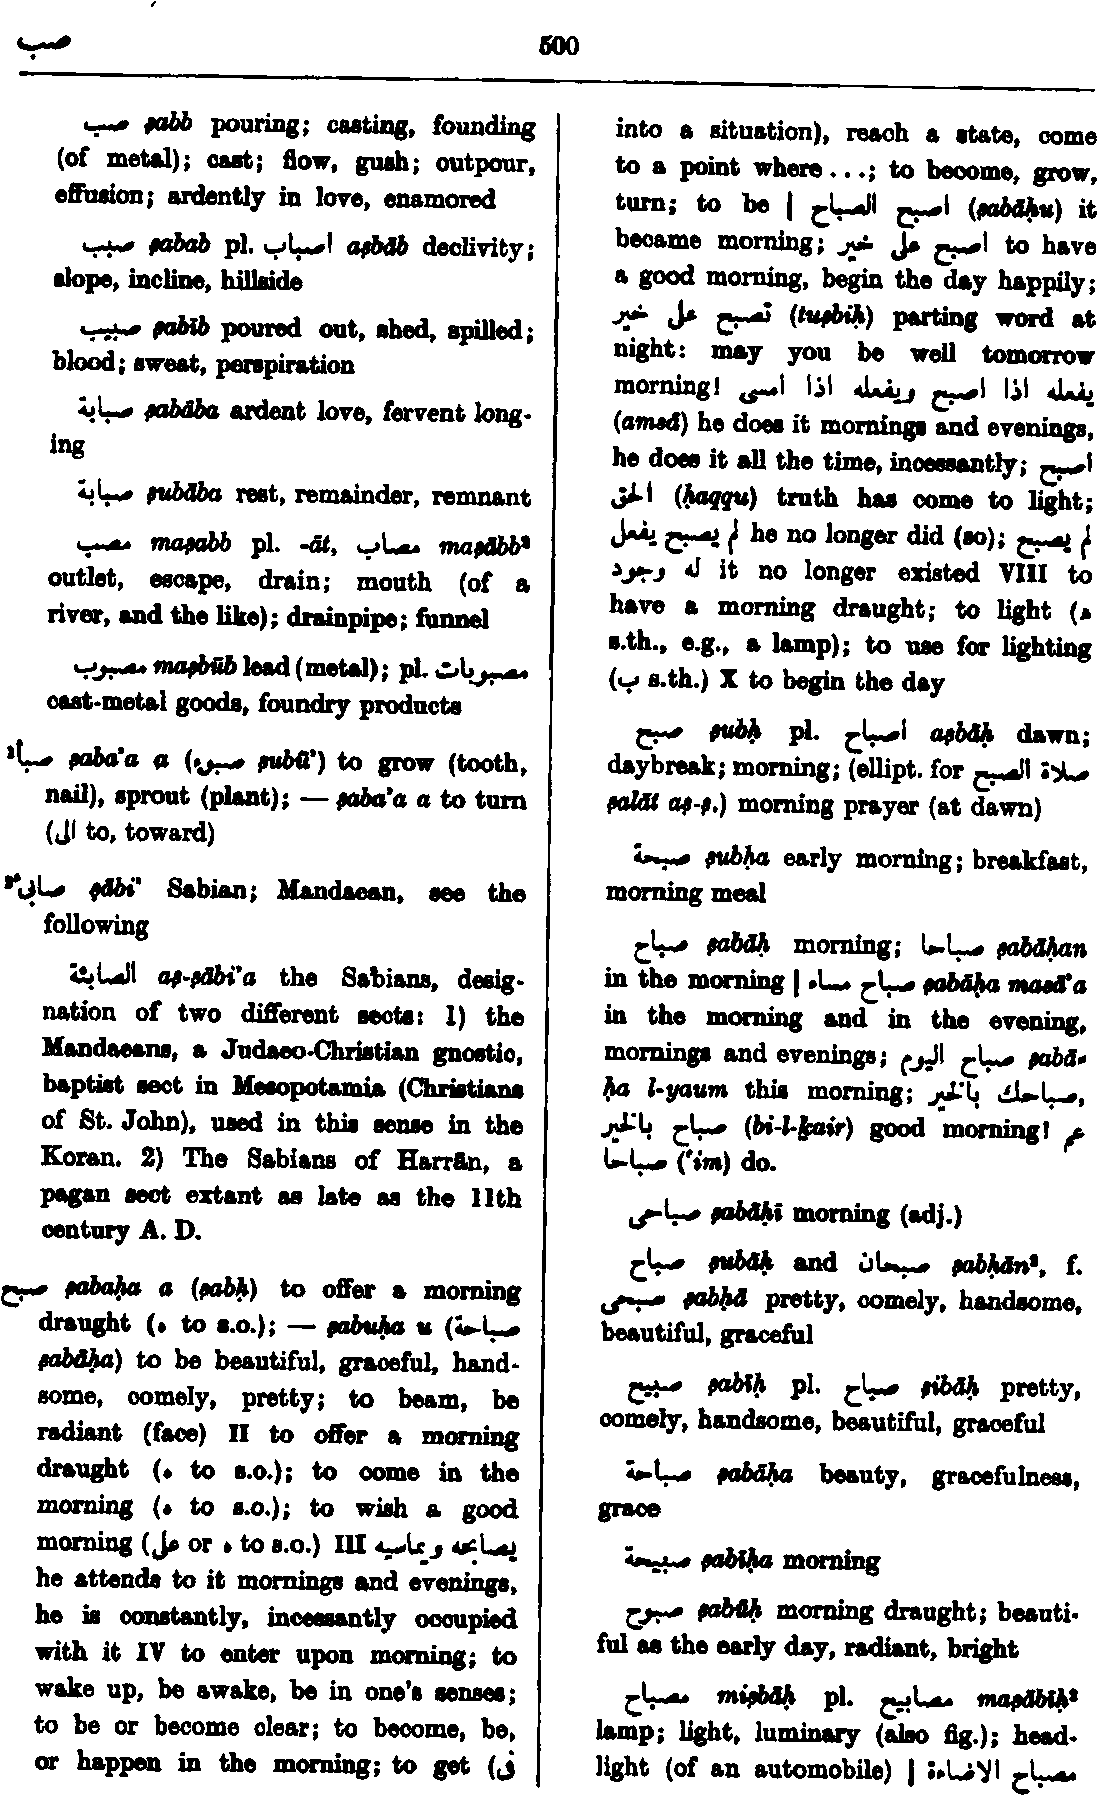 صب
500
صب ṣabb pouring; casting, founding
(of metal); cast; flow, gush; outpour,
effusion; ardently in love, enamored
صبب ṣabab pl. اصباب aṣbāb declivity;
slope, incline, hillside
صبيب ṣabīb poured out, shed, spilled;
blood; sweat, perspiration
صبابة ṣabāba ardent love, fervent long-
ing
صبابة ṣubāba rest, remainder, remnant
مصب maṣabb pl. -āt, مصاب maṣābb²
outlet, escape, drain; mouth (of a
river, and the like); drainpipe; funnel
مصبوب maṣbūb lead (metal); pl. مصبوبات
cast-metal goods, foundry products
صبأ¹ ṣaba’a a (صبوء ṣubū’) to grow (tooth,
nail), sprout (plant); — ṣaba’a a to turn
(الى to, toward)
صابئ² ṣābi’ Sabian; Mandaean, see the
following
الصابئة aṣ-ṣābi’a the Sabians, desig-
nation of two different sects: 1) the
Mandaeans, a Judaeo-Christian gnostic,
baptist sect in Mesopotamia (Christians
of St. John), used in this sense in the
Koran. 2) The Sabians of Harrān, a
pagan sect extant as late as the 11th
century A. D.
صبح ṣabaḥa a (ṣabḥ) to offer a morning
draught (ه to s.o.); — ṣabuḥa u (صباحة
ṣabāḥa) to be beautiful, graceful, hand-
some, comely, pretty; to beam, be
radiant (face) II to offer a morning
draught (ه to s.o.); to come in the
morning (ه to s.o.); to wish a good
morning (على or ه to s.o.) III يصابحه ويماسيه
he attends to it mornings and evenings,
he is constantly, incessantly occupied
with it IV to enter upon morning; to
wake up, be awake, be in one's senses;
to be or become clear; to become, be,
or happen in the morning; to get (فى
into a situation), reach a state, come
to a point where ...; to become, grow,
turn; to be | اصبح الصباح (ṣabāḥu) it
became morning; اصبح على خير to have
a good morning, begin the day happily;
تصبح على خير (tuṣbiḥ) parting word at
night: may you be well tomorrow
morning! يفعله اذا اصبح ويفعله اذا امسى
(amsā) he does it mornings and evenings,
he does it all the time, incessantly; اصبح
الحق (ḥaqqu) truth has come to light;
لم يصبح يفعل he no longer did (so); لم يصبح
له وجود it no longer existed VIII to
have a morning draught; to light (ه
s.th., e.g., a lamp); to use for lighting
(ب s.th.) X to begin the day
صبح ṣubḥ pl. اصباح aṣbāḥ dawn;
daybreak; morning; (ellipt. for صلاة الصبح
ṣalāt aṣ-ṣ.) morning prayer (at dawn)
صبحة ṣubḥa early morning; breakfast,
morning meal
صباح ṣabāḥ morning; صباحا ṣabāḥan
in the morning | صباح مساء ṣabāḥa masā’a
in the morning and in the evening,
mornings and evenings; صباح اليوم ṣabā-
ḥa l-yaum this morning; صباحك بالخير,
صباح بالخير (bi-l-ḵair) good morning! عم
صباحا (‘im) do.
صباحى ṣabāḥī morning (adj.)
صباح ṣubāḥ and صبحان ṣabḥān², f.
صبحى ṣabḥā pretty, comely, handsome,
beautiful, graceful
صبيح ṣabīḥ pl. صباح ṣibāḥ pretty,
comely, handsome, beautiful, graceful
صباحة ṣabāḥa beauty, gracefulness,
grace
صبيحة ṣabīḥa morning
صبوح ṣabūḥ morning draught; beauti-
ful as the early day, radiant, bright
مصباح miṣbāḥ pl. مصابيح maṣābīḥ²
lamp; light, luminary (also fig.); head-
light (of an automobile) | مصباح الاضاءة